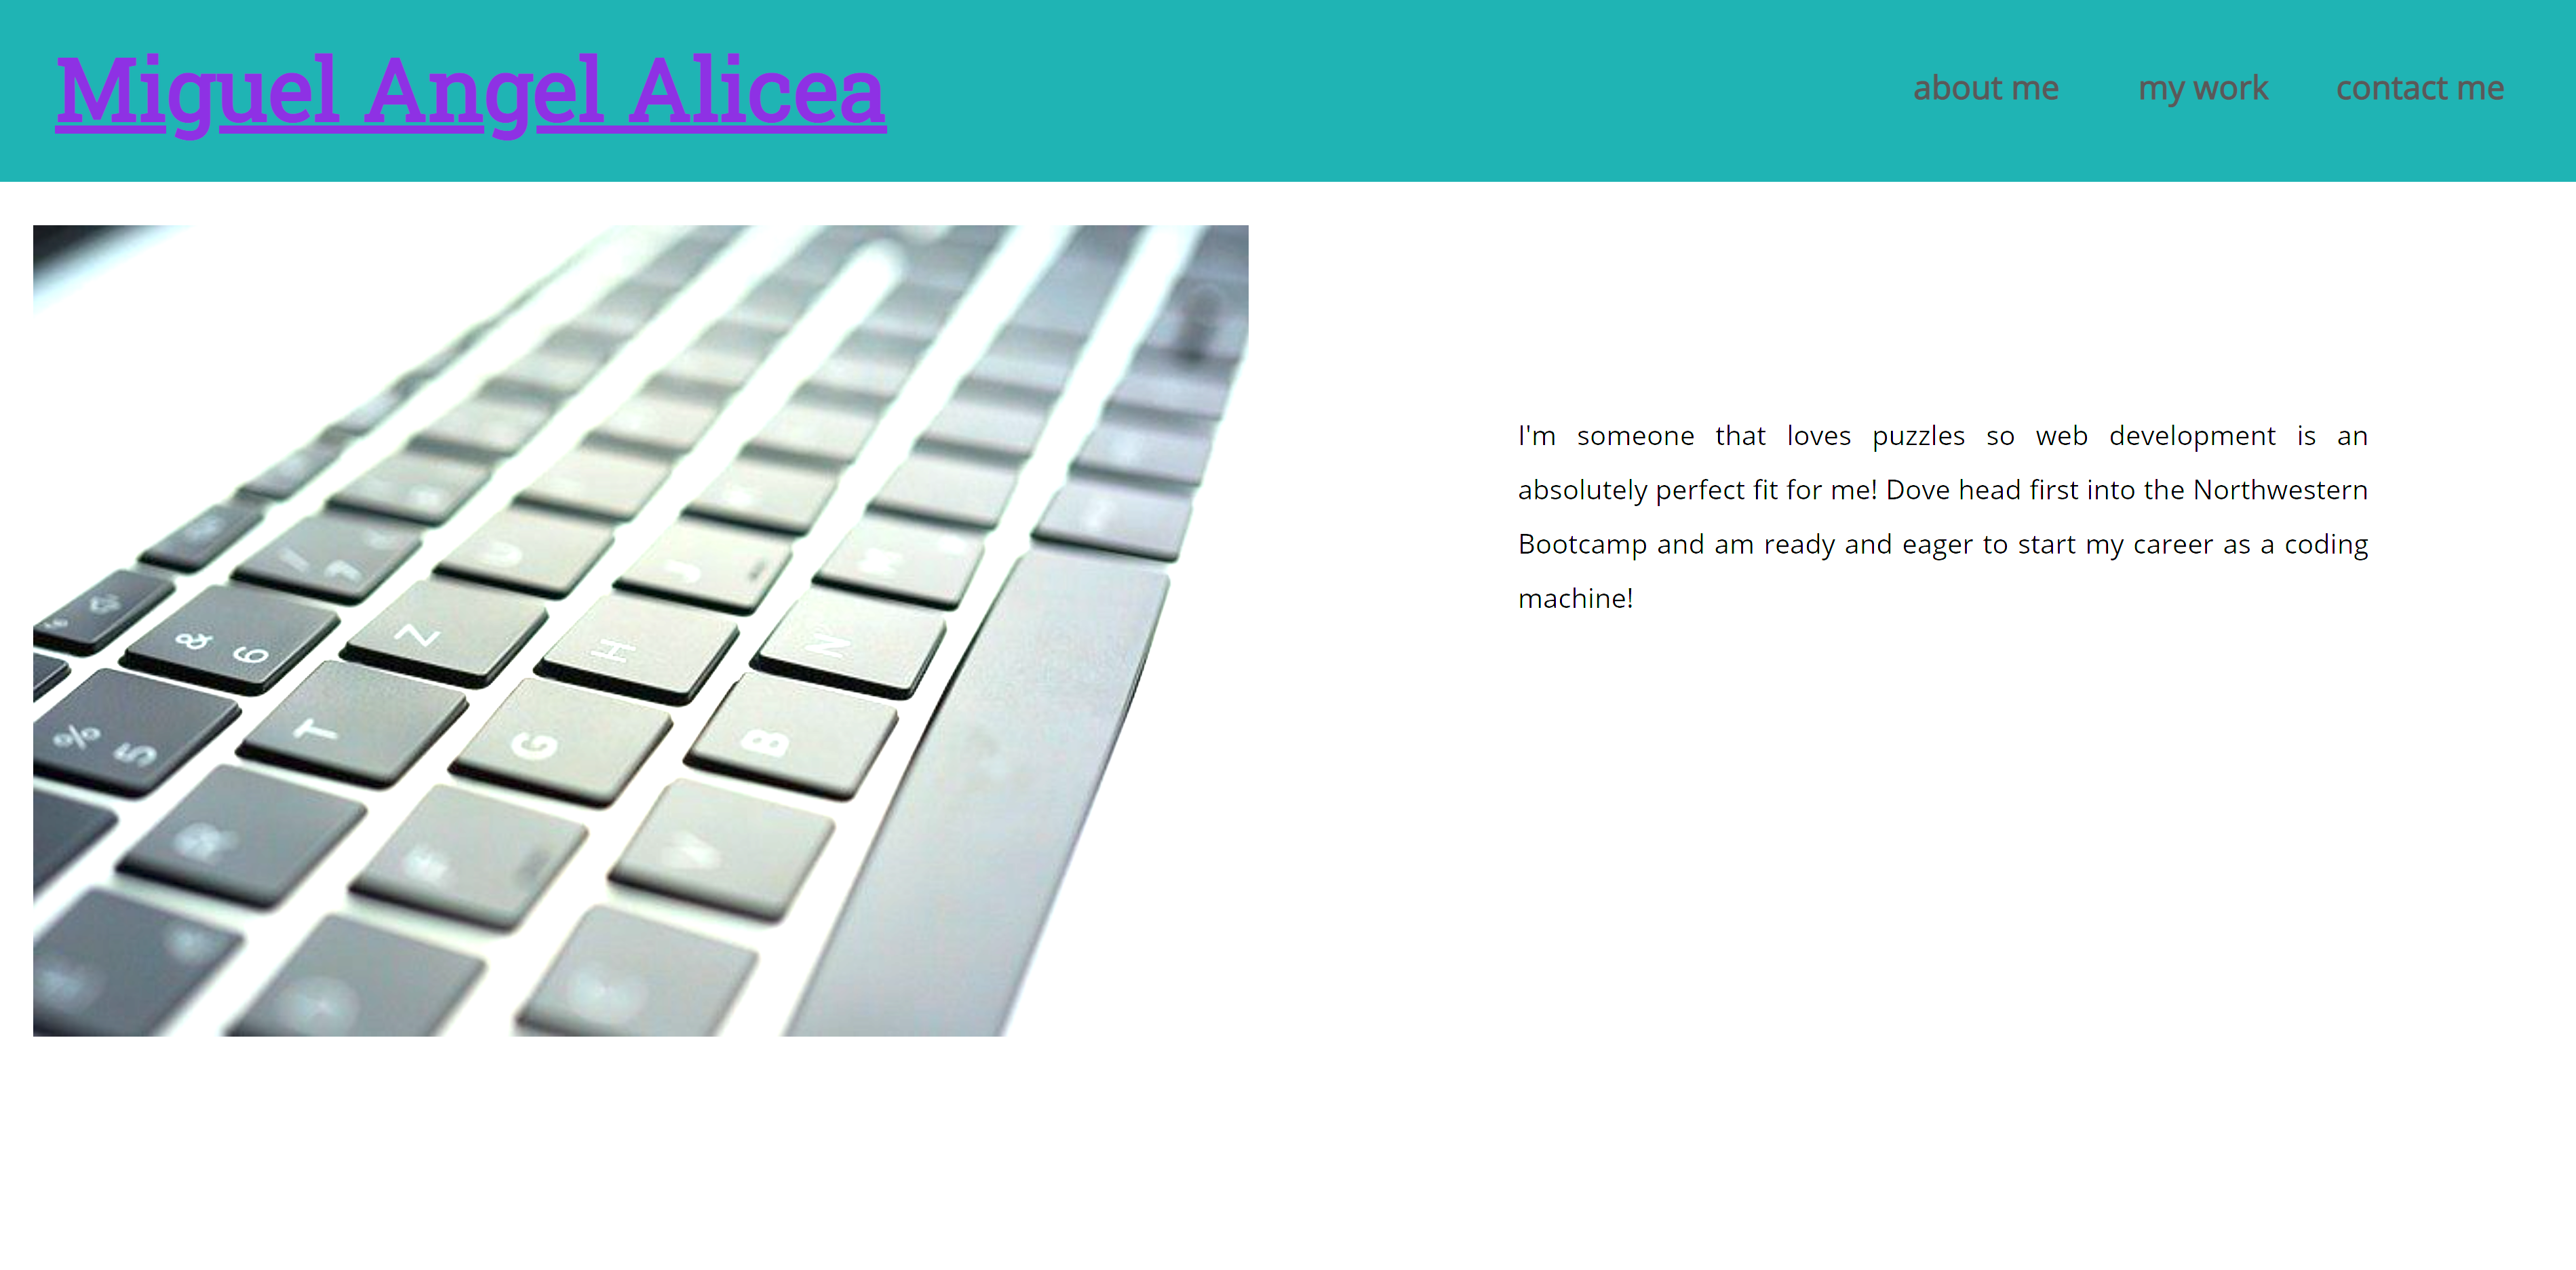 Miguel Angel Alicea
about me my work contact me
I'm someone that loves puzzles so web development is an
absolutely perfect fit for me! Dove head first into the Northwestern
Bootcamp and am ready and eager to start my career as a coding
machine!
& 6 Z H N
% 5 T G B
R F V